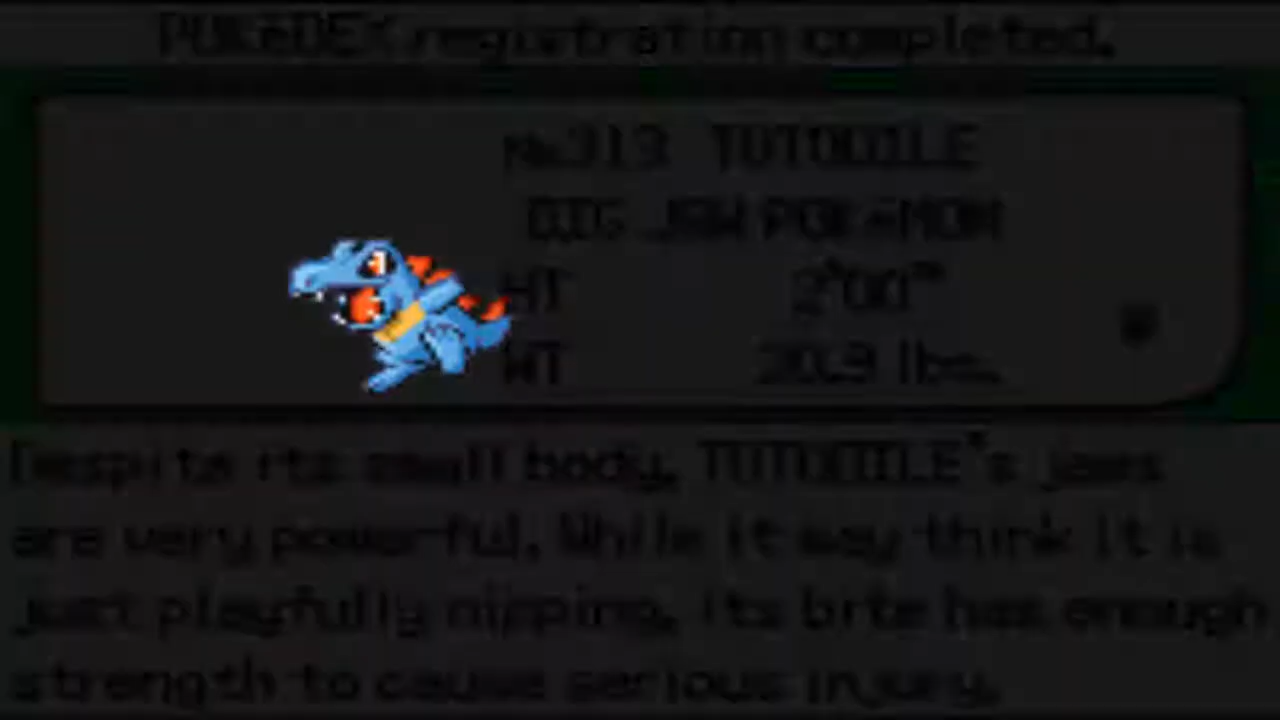 POKéDEX registration completed.
No313 TOTODILE
BIG JAW POKéMON
HT 2'00"
WT 20.9 lbs.
Despite its small body, TOTODILE's jaws
are very powerful. While it may think it is
just playfully nipping, its bite has enough
strength to cause serious injury.